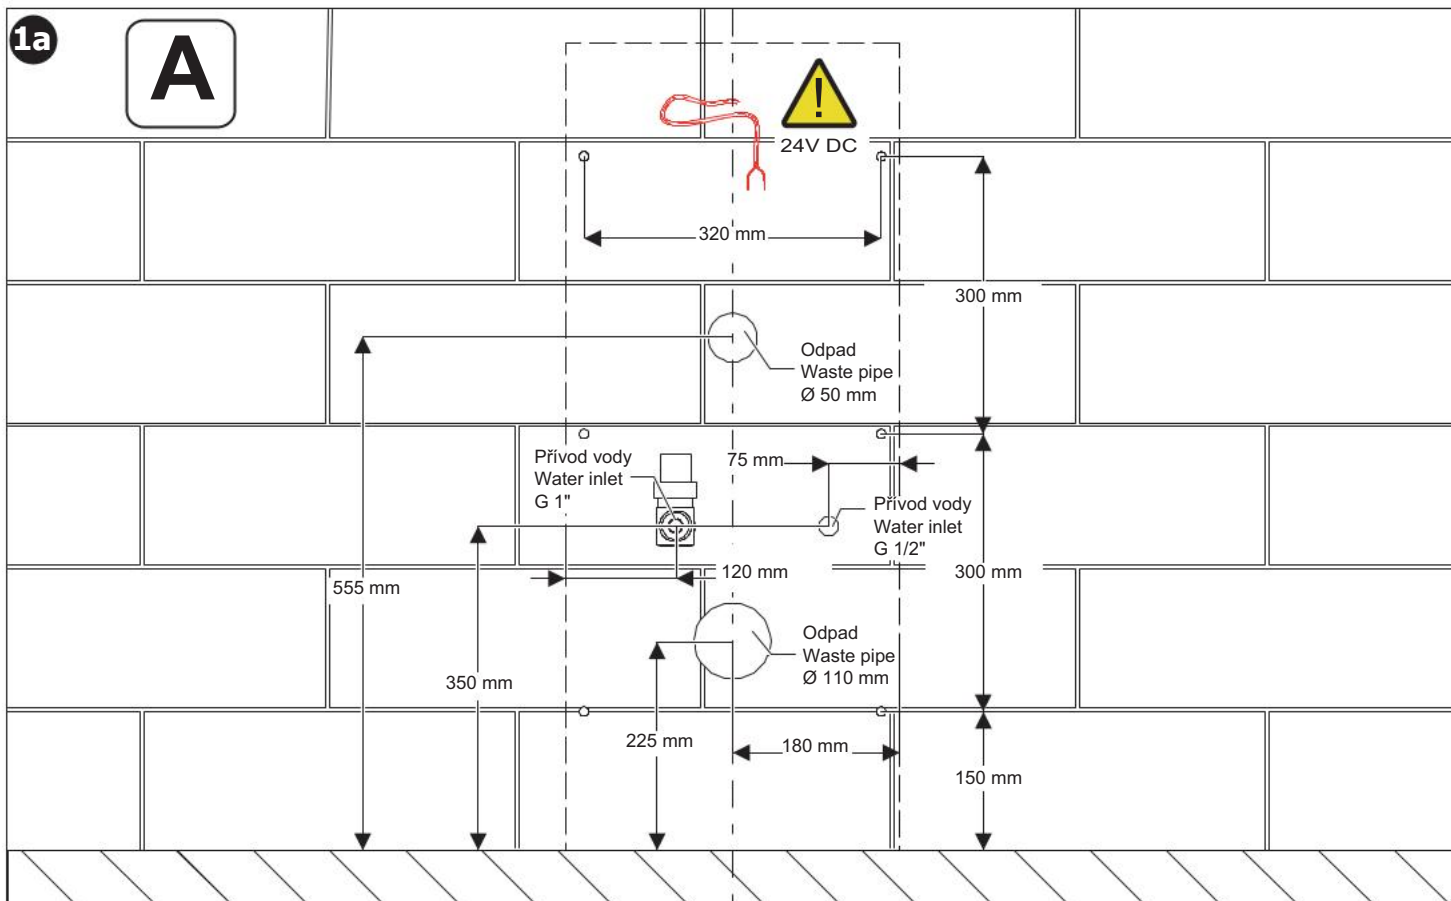 1a
A
24V DC
320 mm
300 mm
Odpad
Waste pipe
Ø 50 mm
Přívod vody
Water inlet
G 1"
75 mm
Přívod vody
Water inlet
G 1/2"
120 mm
300 mm
555 mm
Odpad
Waste pipe
Ø 110 mm
350 mm
225 mm
180 mm
150 mm